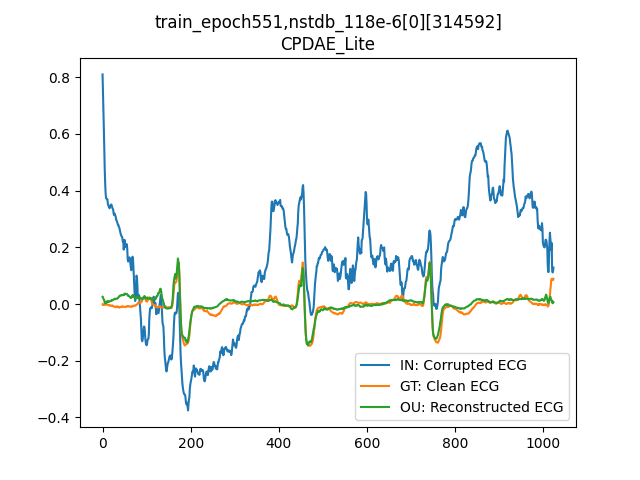 train_epoch551,nstdb_118e-6[0][314592]
CPDAE_Lite
0.8
0.6
0.4
0.2
0.0
−0.2
−0.4
IN: Corrupted ECG
GT: Clean ECG
OU: Reconstructed ECG
0 200 400 600 800 1000